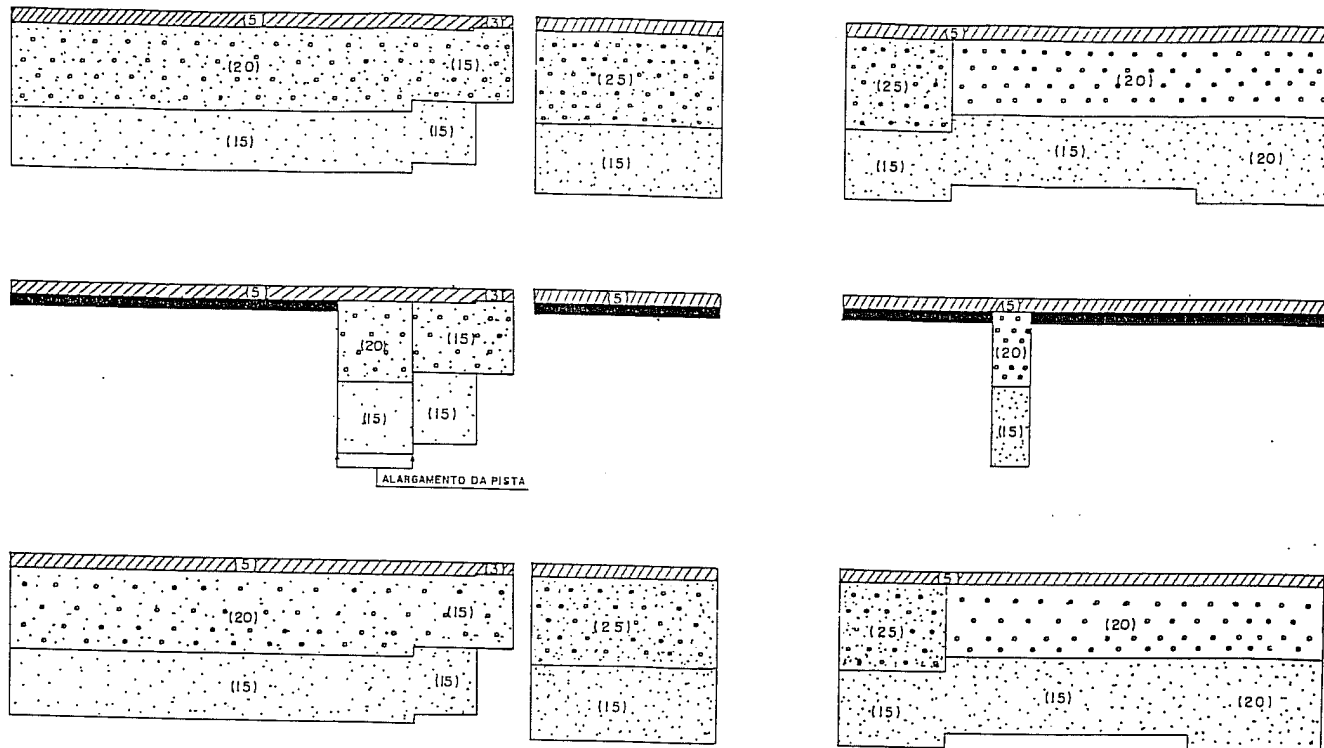 (5) (3)
(20) (15) (25) (5) (25) (20)
(15) (15) (15) (15) (15) (20)
(5) (3) (5) (5)
(20) (15) (20)
(15) (15) (15)
ALARGAMENTO DA PISTA
(5) (3) (5)
(20) (15) (25) (25) (20)
(15) (15) (15) (15) (15) (20)